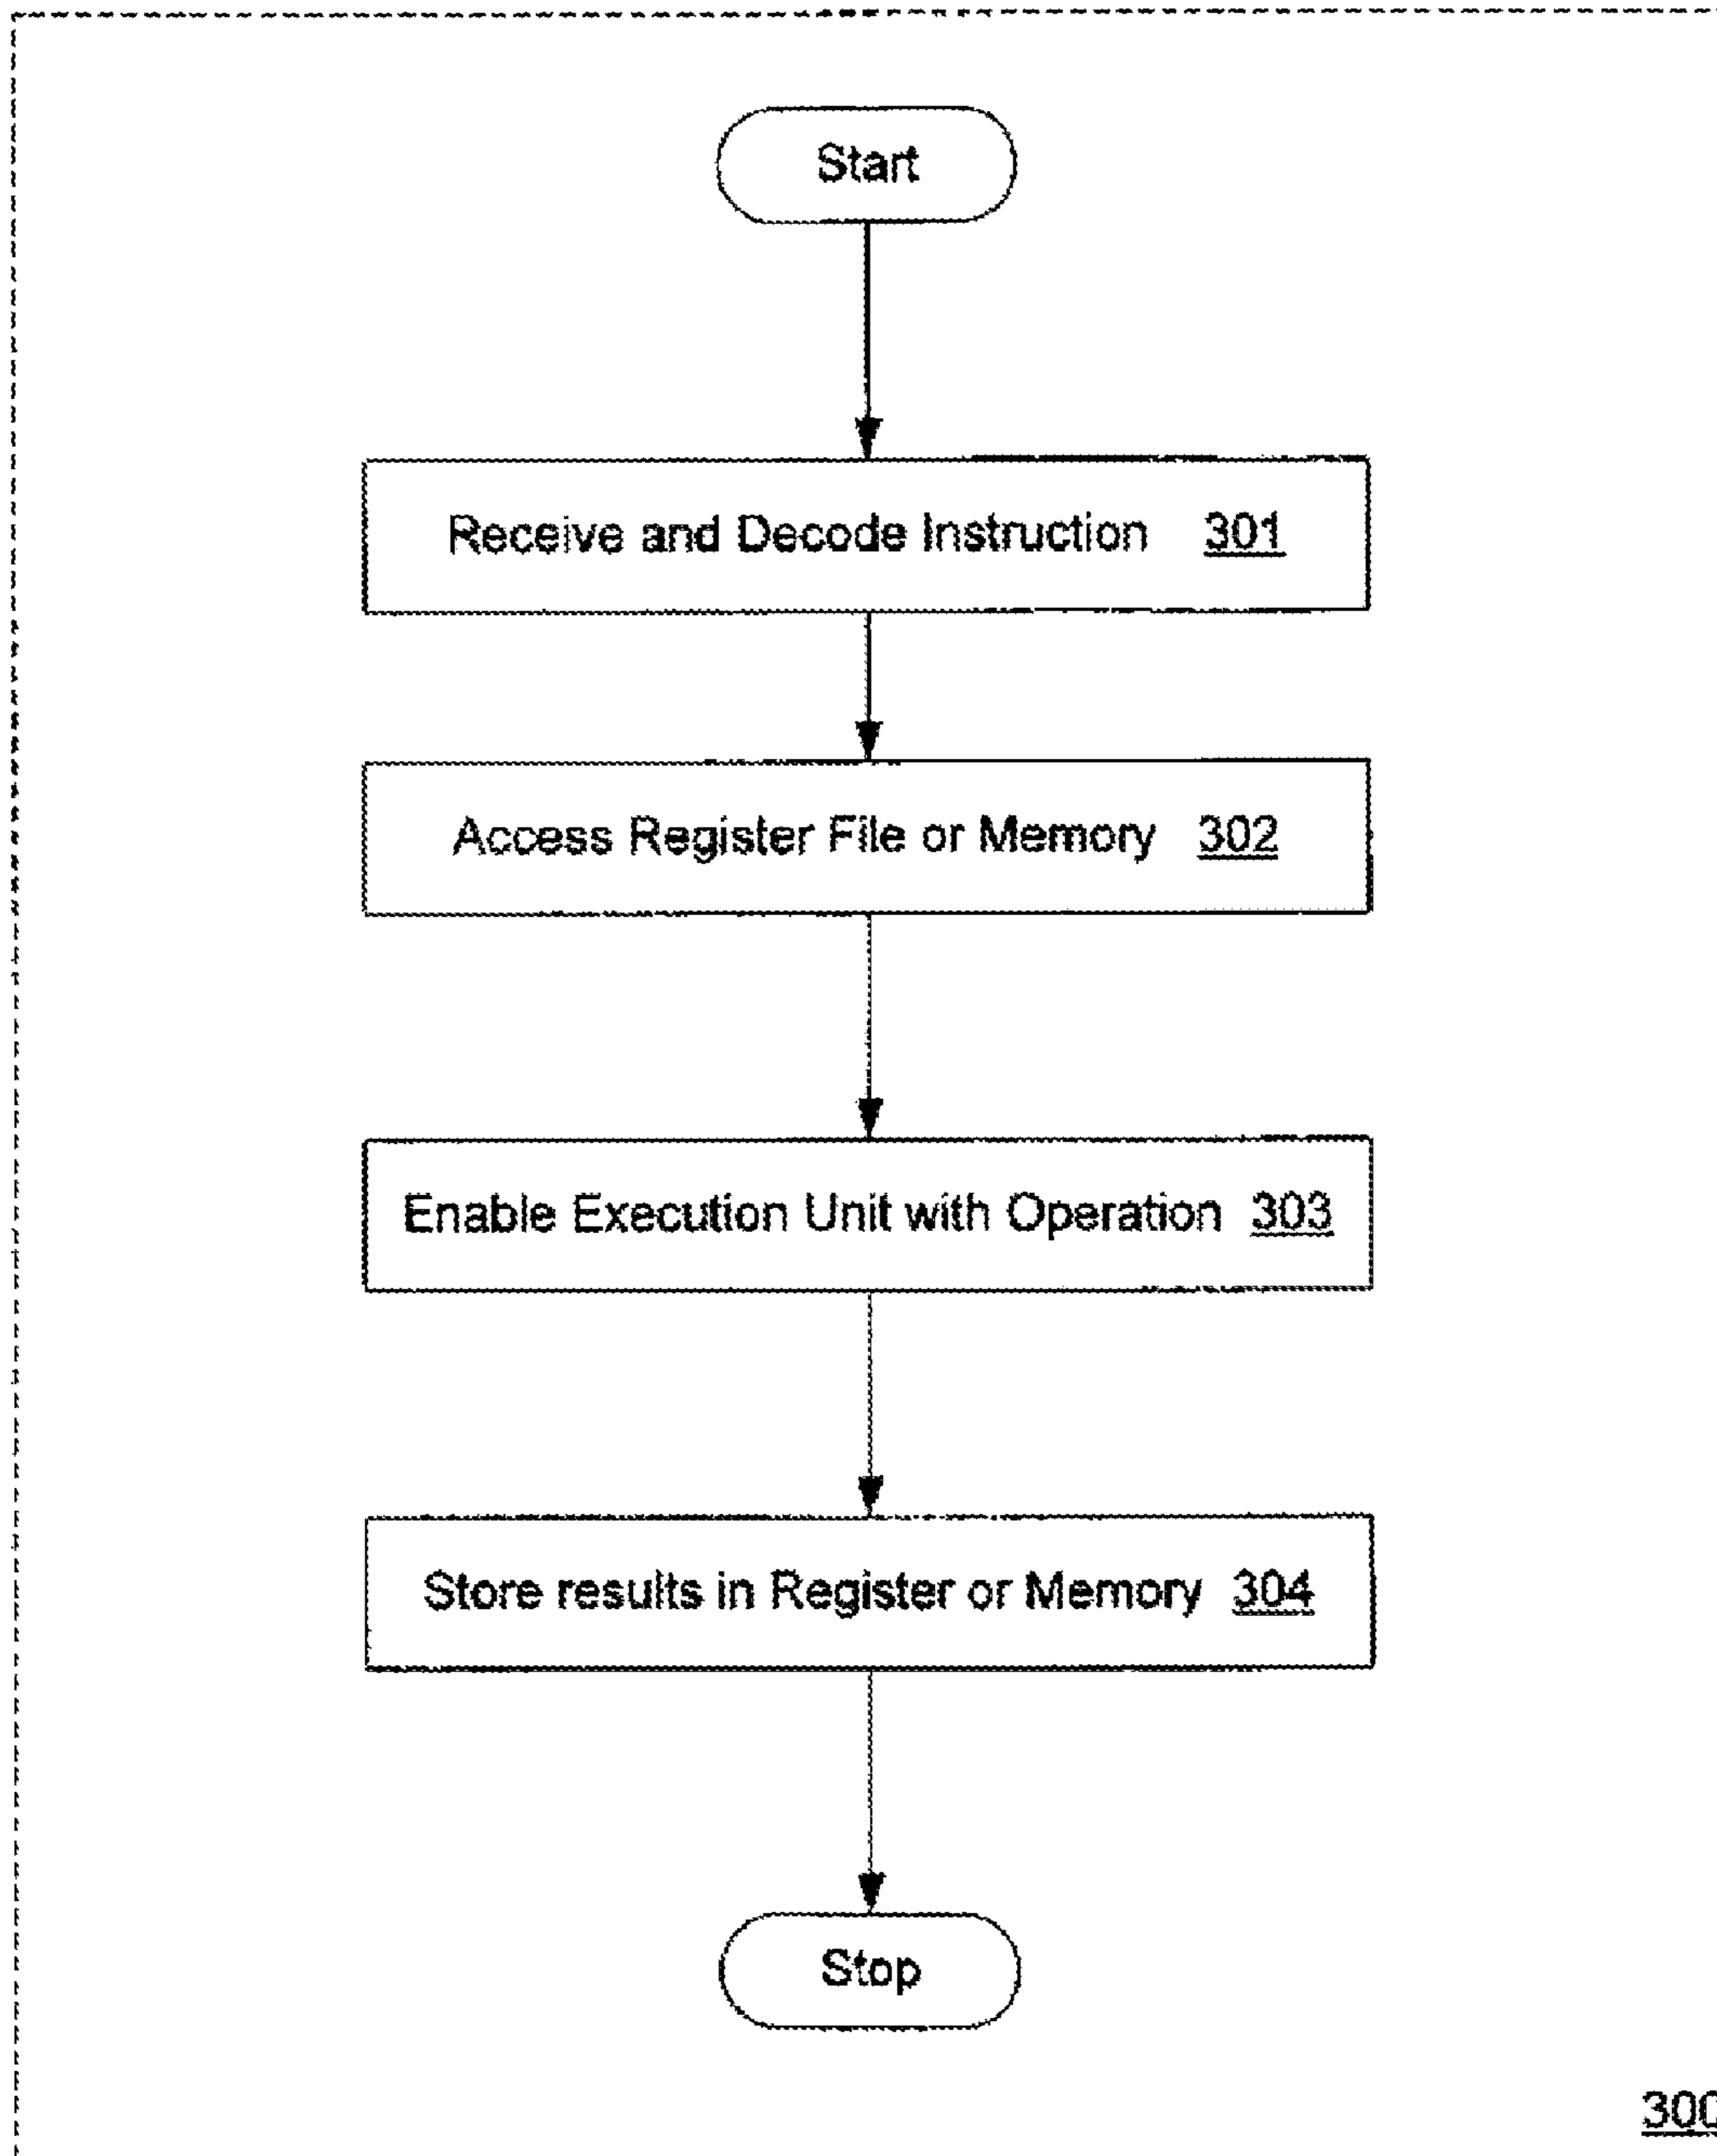 Start
Receive and Decode Instruction 301
Access Register File or Memory 302
Enable Execution Unit with Operation 303
Store results in Register or Memory 304
Stop
300